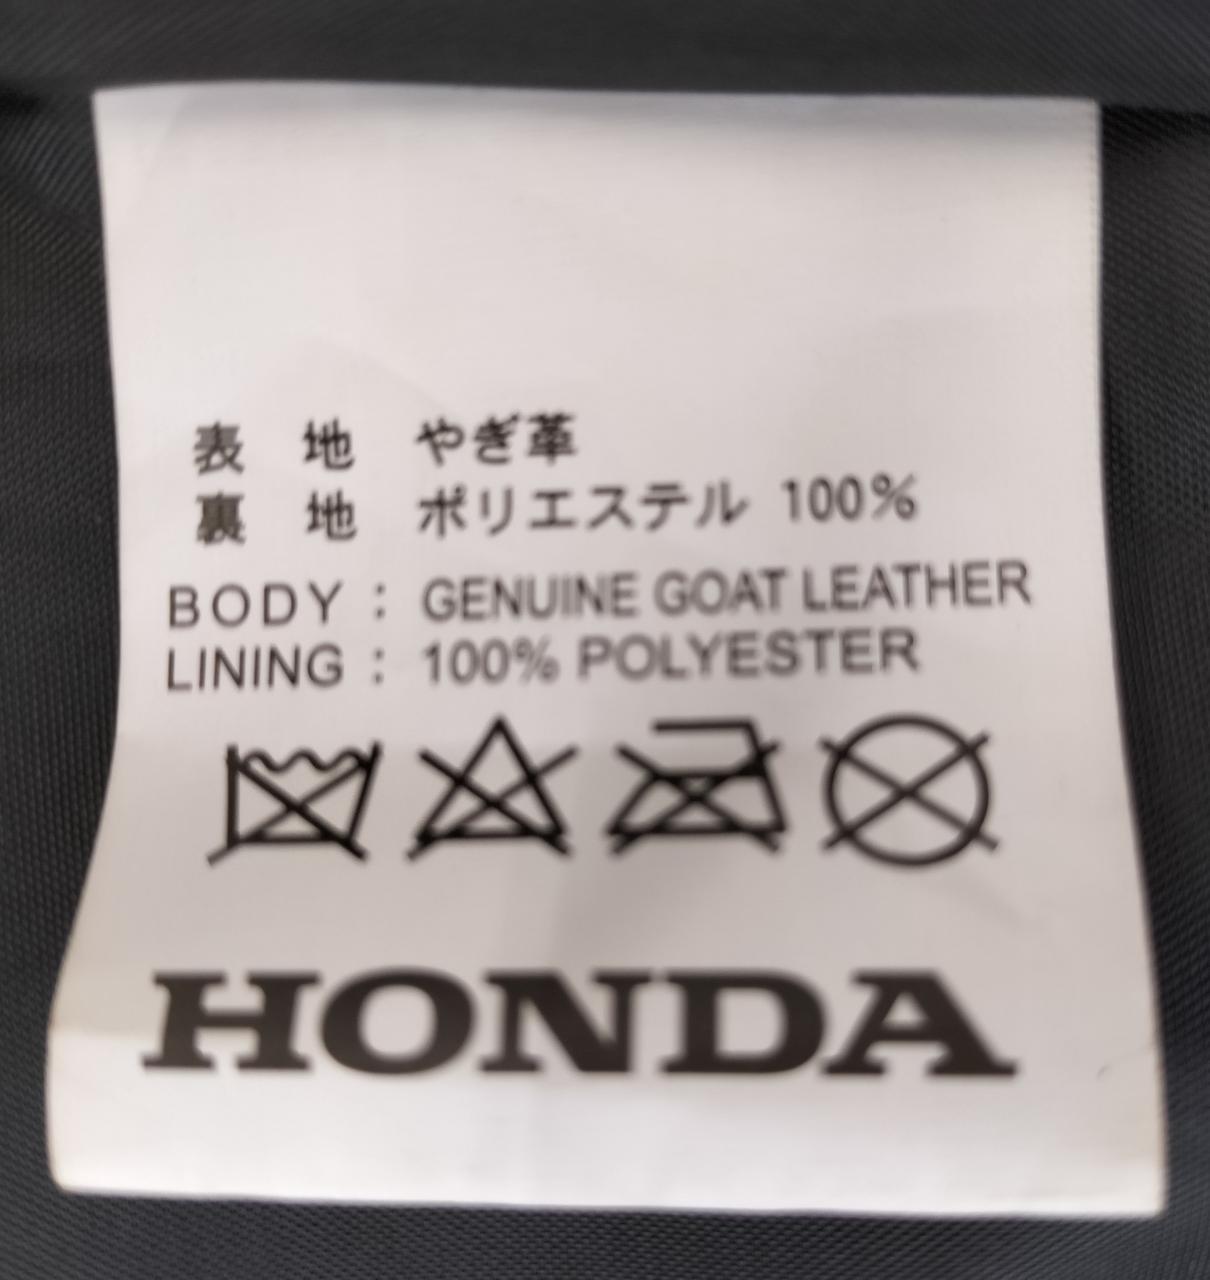 表 地 やぎ革
裏 地 ポリエステル 100%
BODY : GENUINE GOAT LEATHER
LINING : 100% POLYESTER
HONDA